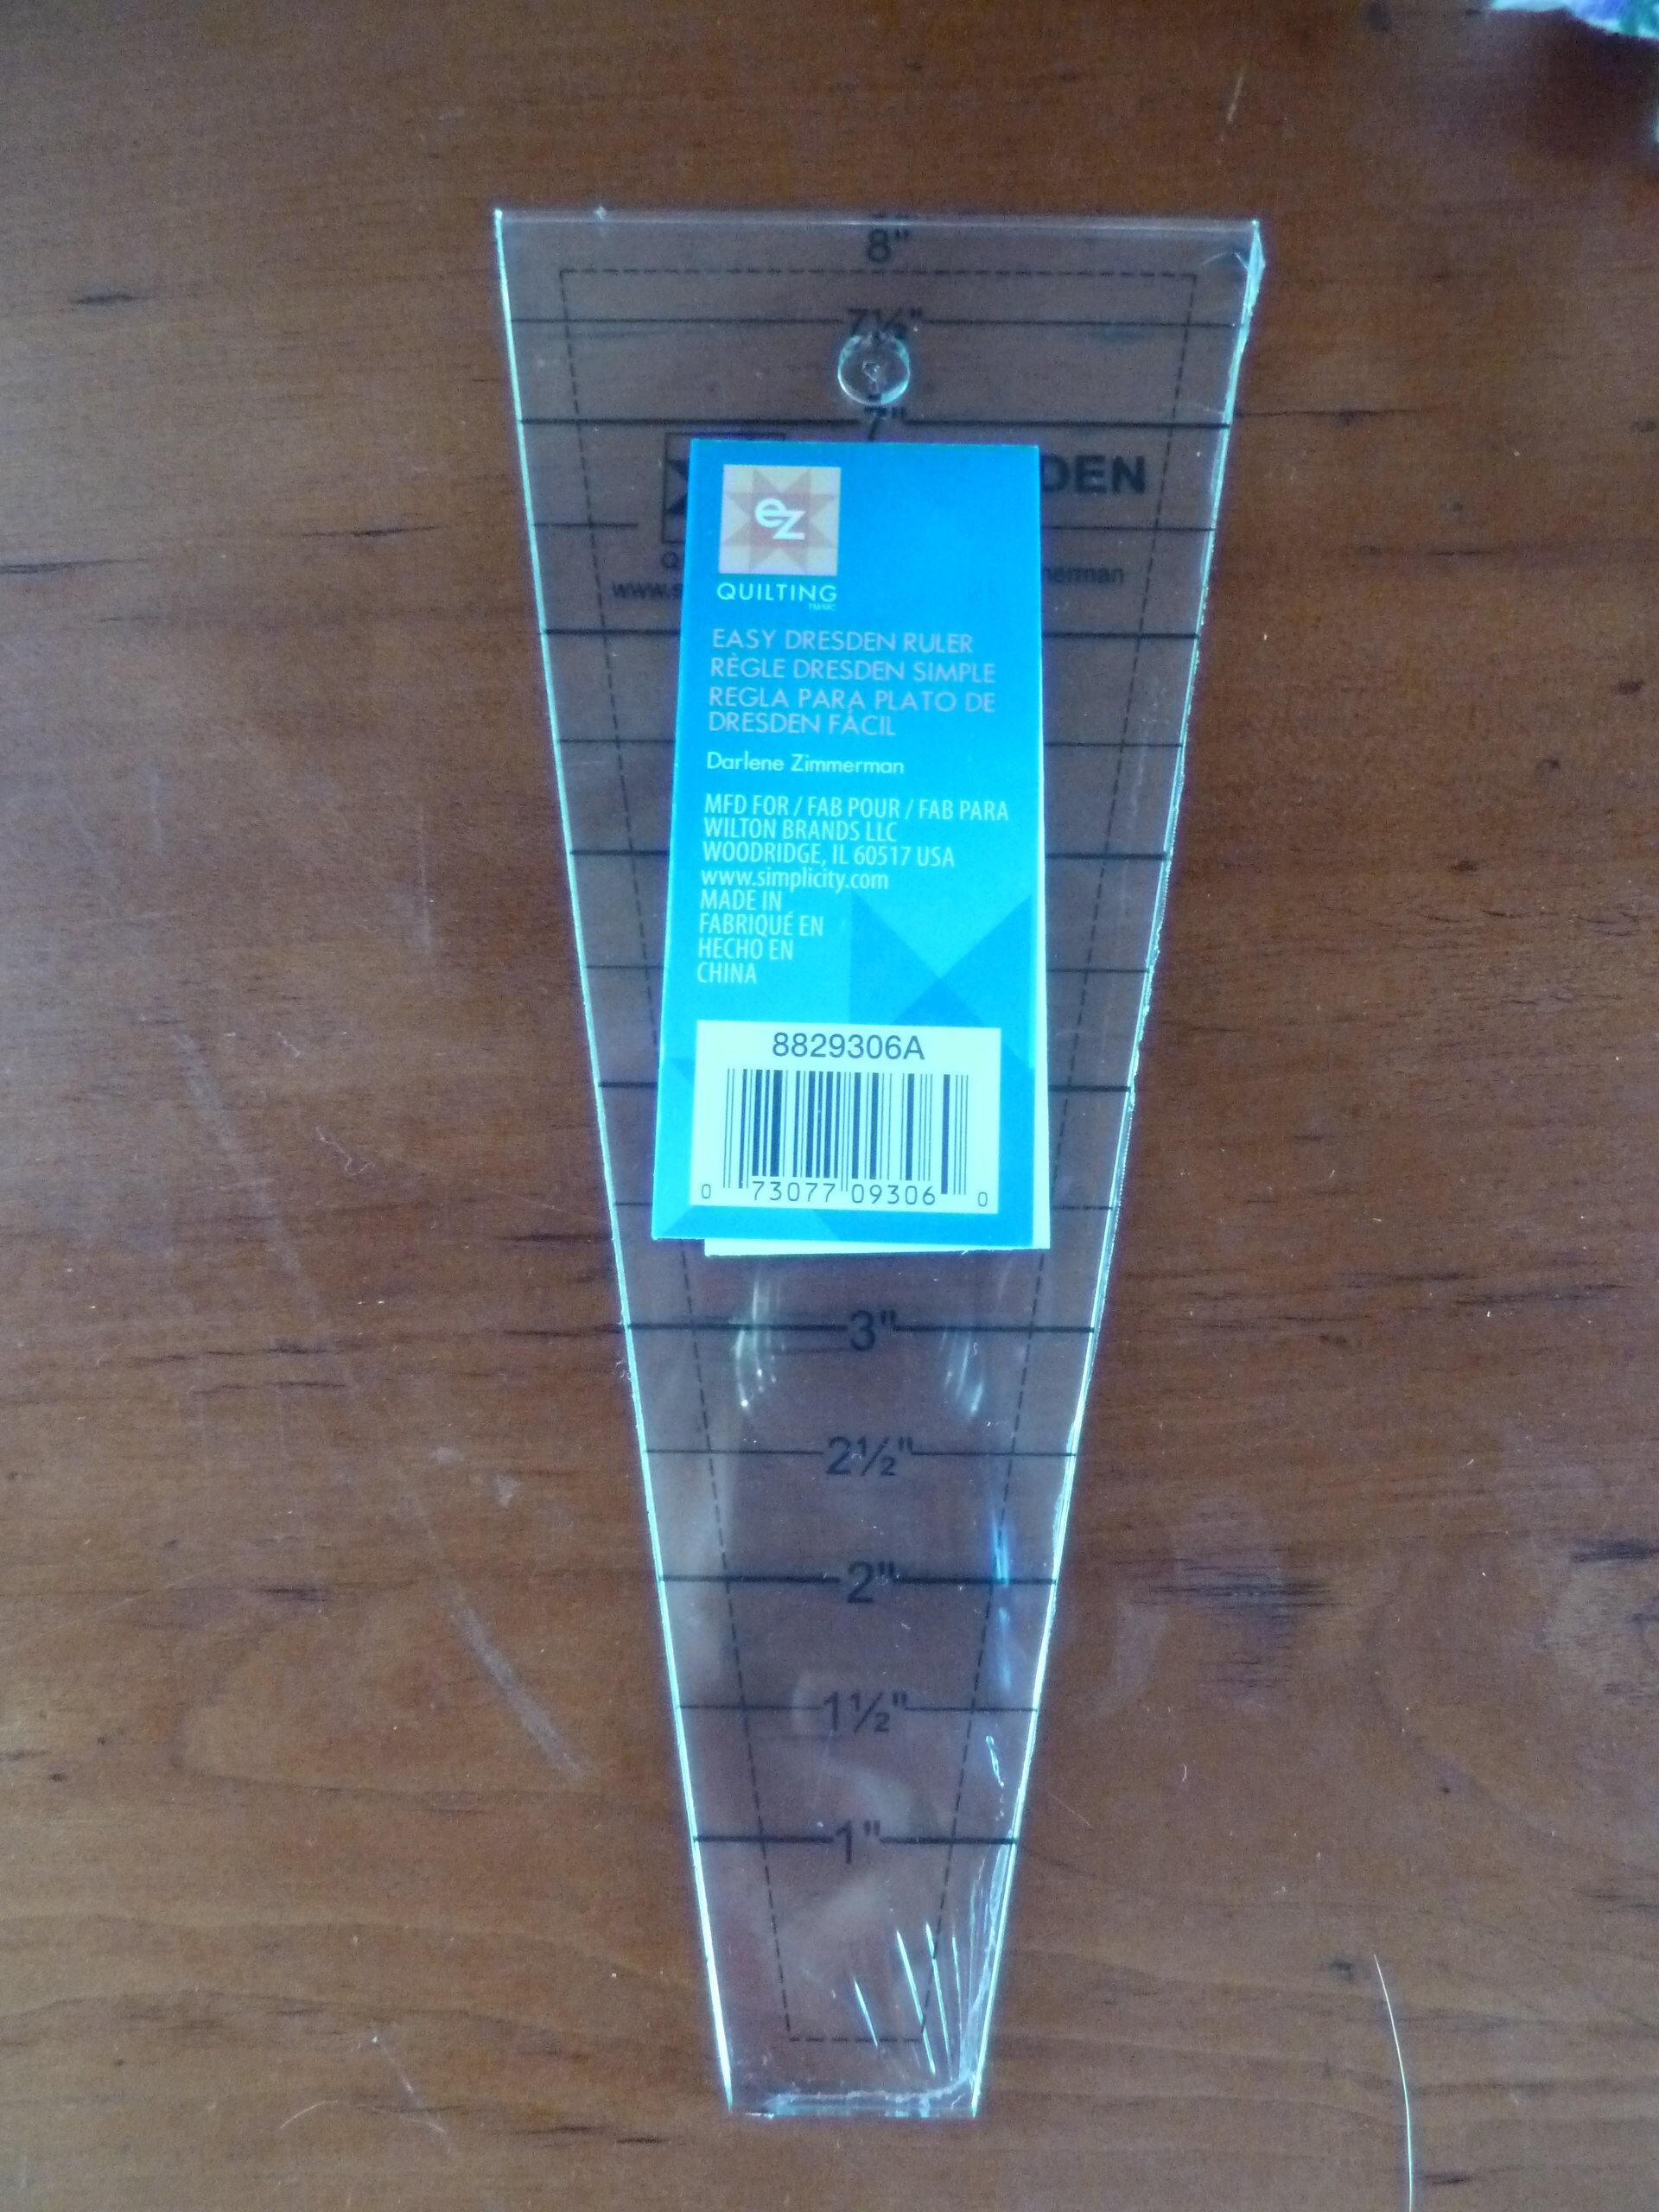 8"
7½"
7"
DEN
ez
QUILTING
TM/MC
EASY DRESDEN RULER
RÈGLE DRESDEN SIMPLE
REGLA PARA PLATO DE
DRESDEN FÁCIL
Darlene Zimmerman
MFD FOR / FAB POUR / FAB PARA
WILTON BRANDS LLC
WOODRIDGE, IL 60517 USA
www.simplicity.com
MADE IN
FABRIQUÉ EN
HECHO EN
CHINA
8829306A
0 73077 09306 0
3"
2½"
2"
1½"
1"